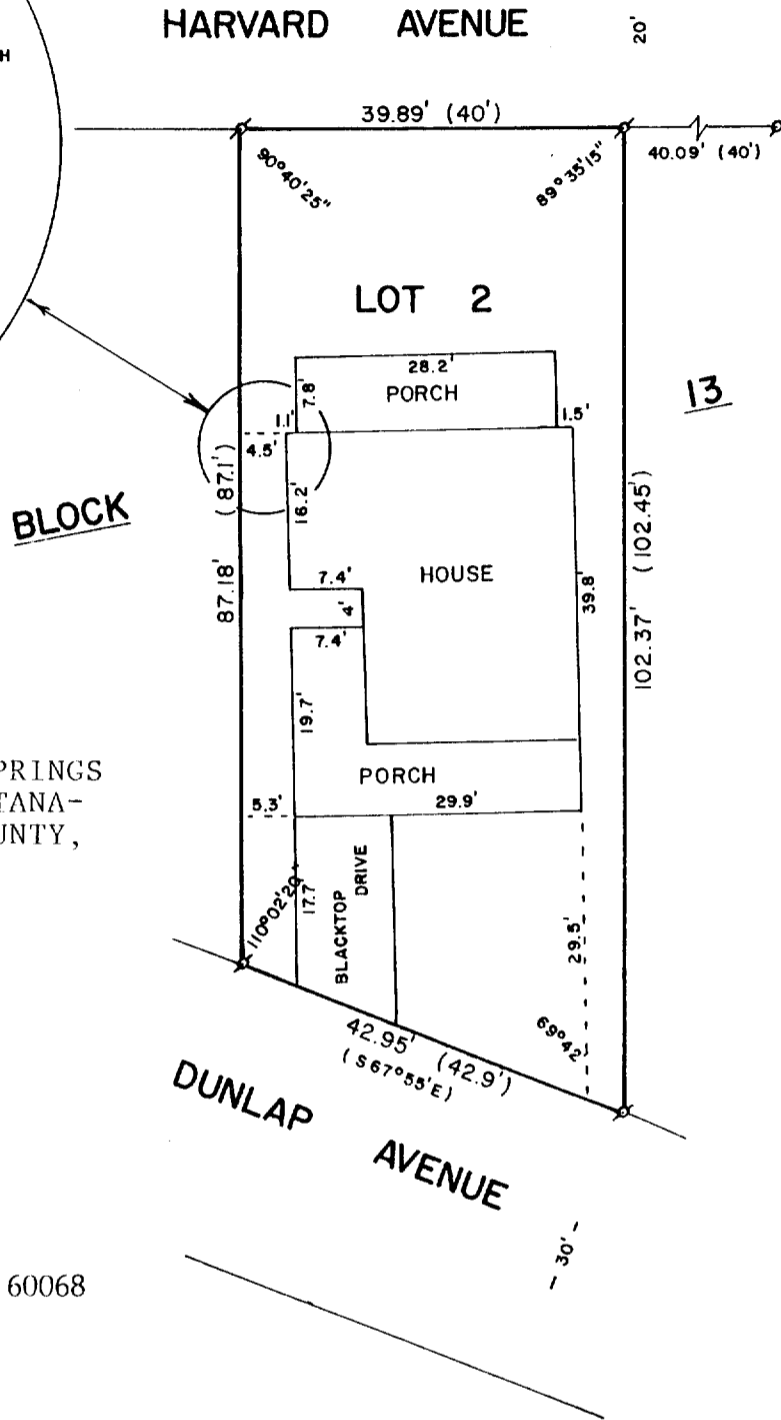 HARVARD AVENUE
20'
H
39.89' (40')
40.09' (40')
90°40'25"
89°35'15"
LOT 2
28.2'
PORCH
7.8'
1.1'
1.5'
13
4.5'
(87.1')
16.2'
BLOCK
87.18'
7.4'
HOUSE
4'
7.4'
39.8'
(102.45')
102.37'
19.7'
PRINGS
TANA-
UNTY,
PORCH
5.3'
29.9'
110°02'20"
17.7'
BLACKTOP
DRIVE
29.5'
69°42'
42.95' (42.9')
(S67°55'E)
DUNLAP AVENUE
30'
60068